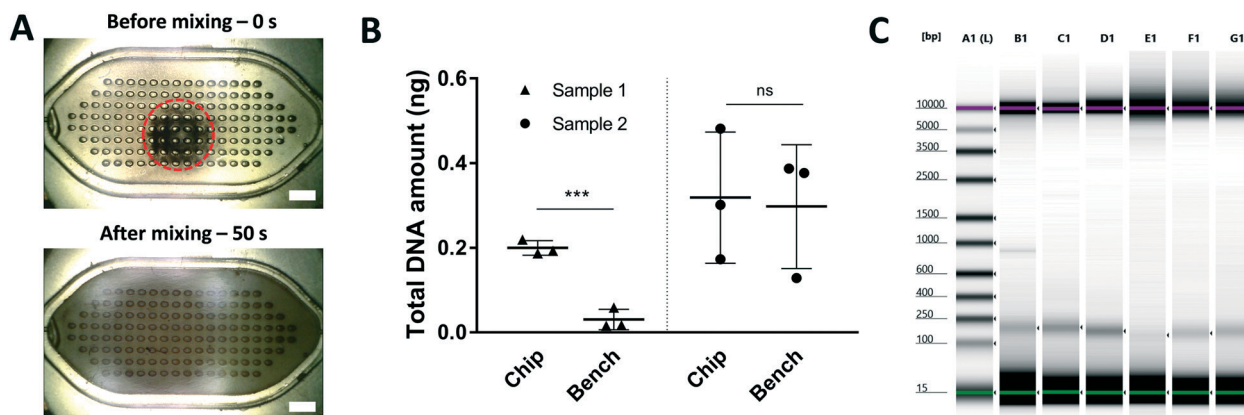 A
Before mixing – 0 s
After mixing – 50 s
B
Total DNA amount (ng)
0.6
0.4
0.2
0.0
Sample 1
Sample 2
***
ns
Chip
Bench
Chip
Bench
C
[bp] A1 (L) B1 C1 D1 E1 F1 G1
10000
5000
3500
2500
1500
1000
600
400
250
100
15